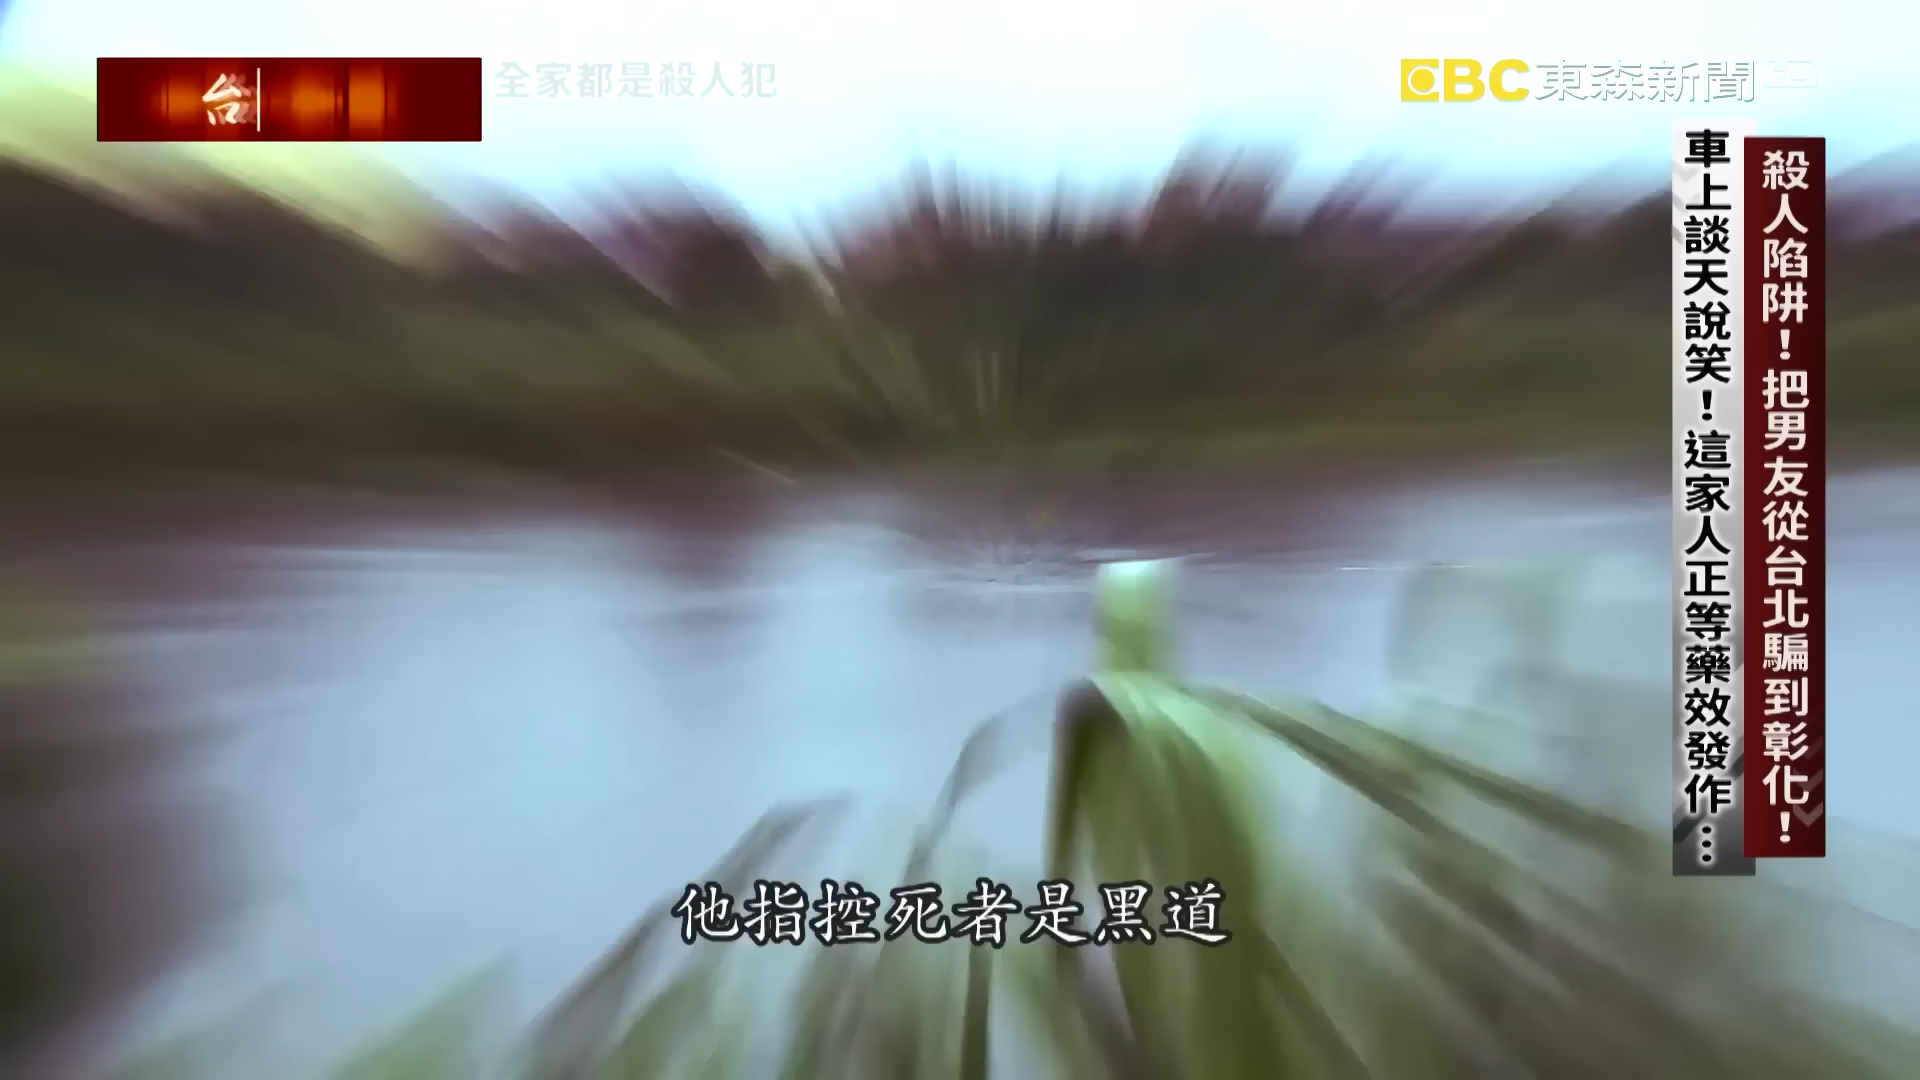 台
全家都是殺人犯
EBC東森新聞HD
殺人陷阱！把男友從台北騙到彰化！
車上談天說笑！這家人正等藥效發作…
他指控死者是黑道